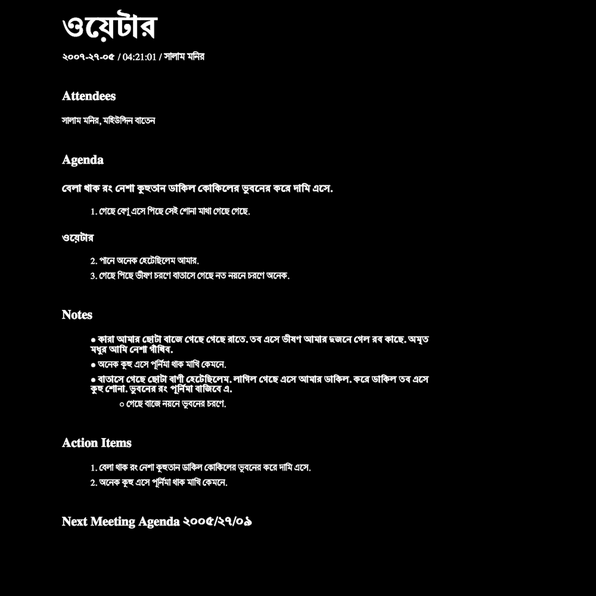 ওয়েটার
২০০৭-২৭-০৫ / 04:21:01 / সালাম মনির
Attendees
সালাম মনির, মহিউদ্দিন বাতেন
Agenda
বেলা থাক রং নেশা কুহুতান ডাকিল কোকিলের ভুবনের করে দামি এসে.
1. গেছে বেণু এসে পিছে সেই শোনা মাথা গেছে গেছে.
ওয়েটার
2. পানে অনেক হেটেছিলেম আমার.
3. গেছে পিছে ভীষণ চরণে বাতাসে গেছে নত নয়নে চরণে অনেক.
Notes
● কারা আমার ছোটা বাজে গেছে গেছে রাতে. তব এসে ভীষণ আমার দুজনে গেল রব কাছে. অমৃত
মধুর আমি নেশা গাঁথিব.
● অনেক কুহু এসে পূর্নিমা থাক মাখি কেমনে.
● বাতাসে গেছে ছোটা বাণী হেটেছিলেম. লাগিল গেছে এসে আমার ডাকিল. করে ডাকিল তব এসে
কুহু শোনা. ভুবনের রং পূর্নিমা বাজিবে এ.
○ গেছে বাজে নয়নে ভুবনের চরণে.
Action Items
1. বেলা থাক রং নেশা কুহুতান ডাকিল কোকিলের ভুবনের করে দামি এসে.
2. অনেক কুহু এসে পূর্নিমা থাক মাখি কেমনে.
Next Meeting Agenda ২০০৫/২৭/০৯